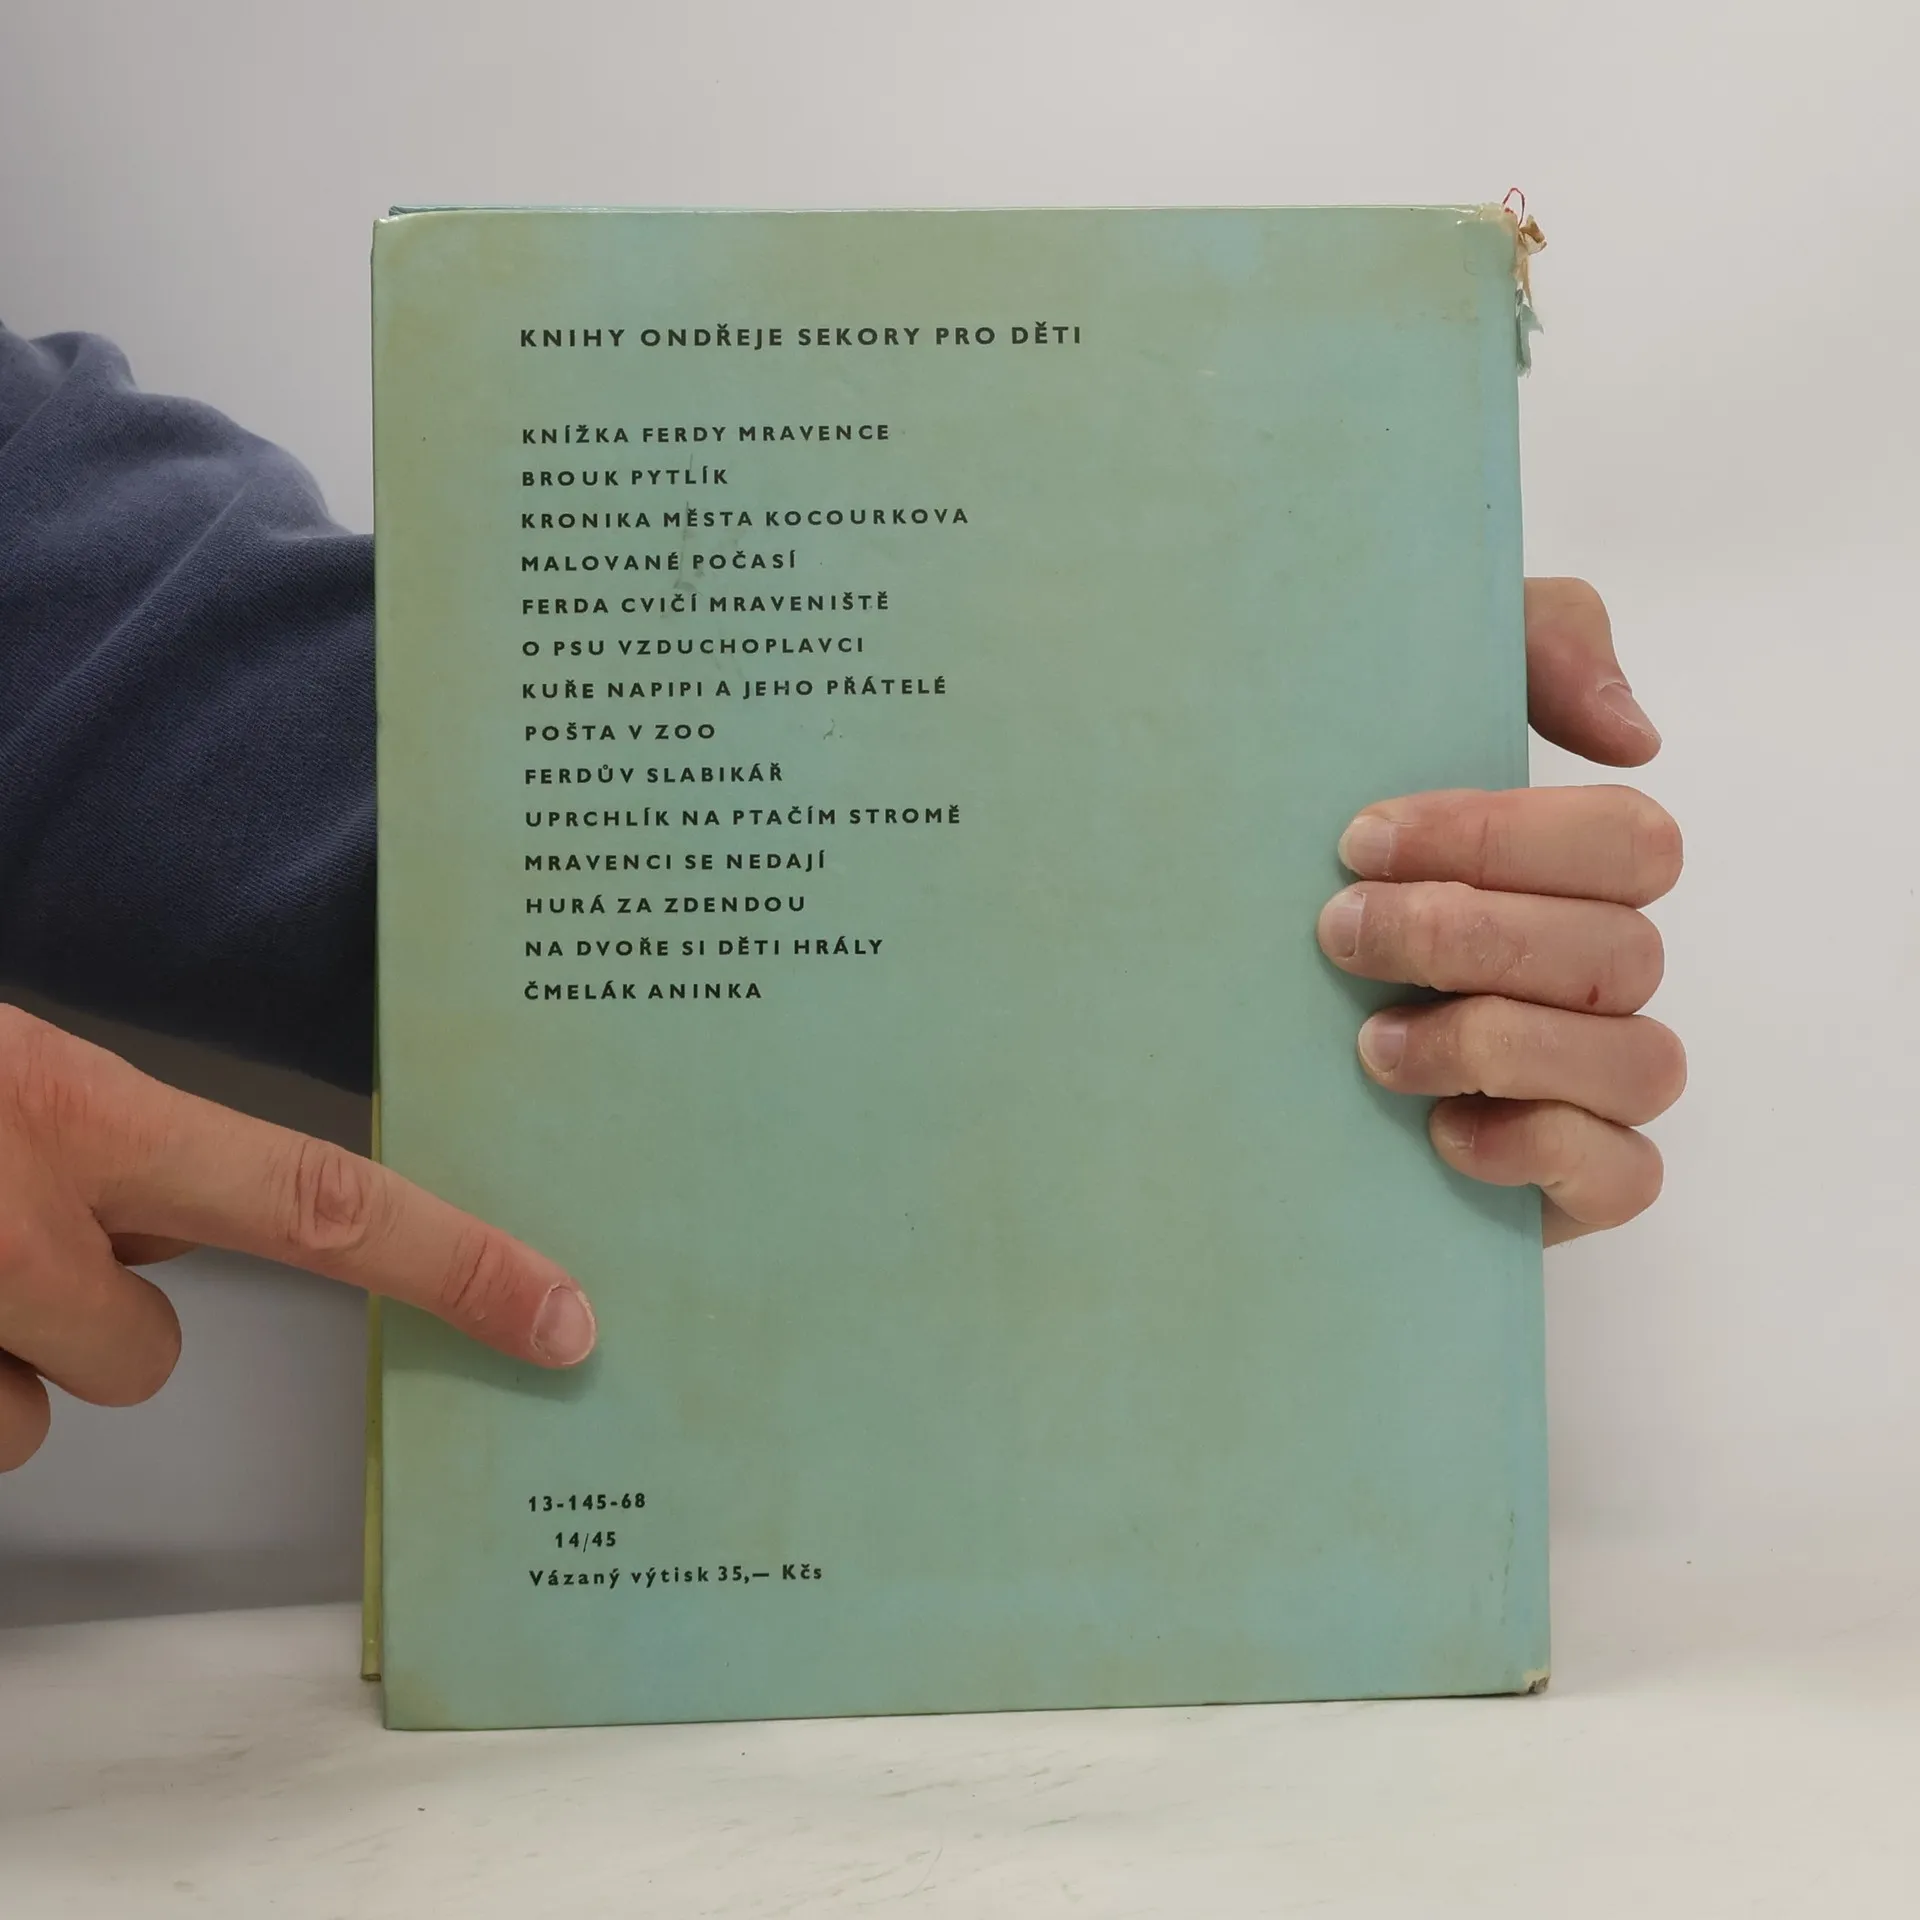 KNIHY ONDŘEJE SEKORY PRO DĚTI
KNÍŽKA FERDY MRAVENCE
BROUK PYTLÍK
KRONIKA MĚSTA KOCOURKOVA
MALOVANÉ POČASÍ
FERDA CVIČÍ MRAVENIŠTĚ
O PSU VZDUCHOPLAVCI
KUŘE NAPIPI A JEHO PŘÁTELÉ
POŠTA V ZOO
FERDŮV SLABIKÁŘ
UPRCHLÍK NA PTAČÍM STROMĚ
MRAVENCI SE NEDAJÍ
HURÁ ZA ZDENDOU
NA DVOŘE SI DĚTI HRÁLY
ČMELÁK ANINKA
13-145-68
14/45
Vázaný výtisk 35,— Kčs